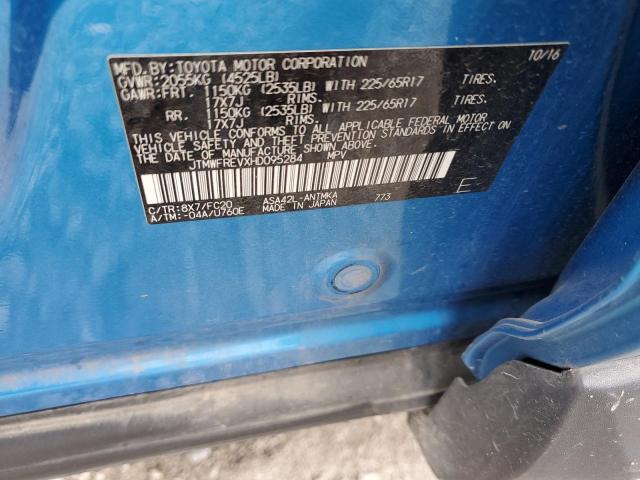 MFD. BY: TOYOTA MOTOR CORPORATION 10/16
GVWR: 2055KG (4525LB)
GAWR: FRT. 1150KG (2535LB) WITH 225/65R17 TIRES.
17X7J RIMS.
RR. 1150KG (2535LB) WITH 225/65R17 TIRES.
17X7J RIMS.
THIS VEHICLE CONFORMS TO ALL APPLICABLE FEDERAL MOTOR
VEHICLE SAFETY AND THEFT PREVENTION STANDARDS IN EFFECT ON
THE DATE OF MANUFACTURE SHOWN ABOVE.
JTMWFREVXHD095284 MPV
C/TR: 8X7/FC20 ASA42L-ANTMKA 773 E
A/TM: -04A/U760E MADE IN JAPAN